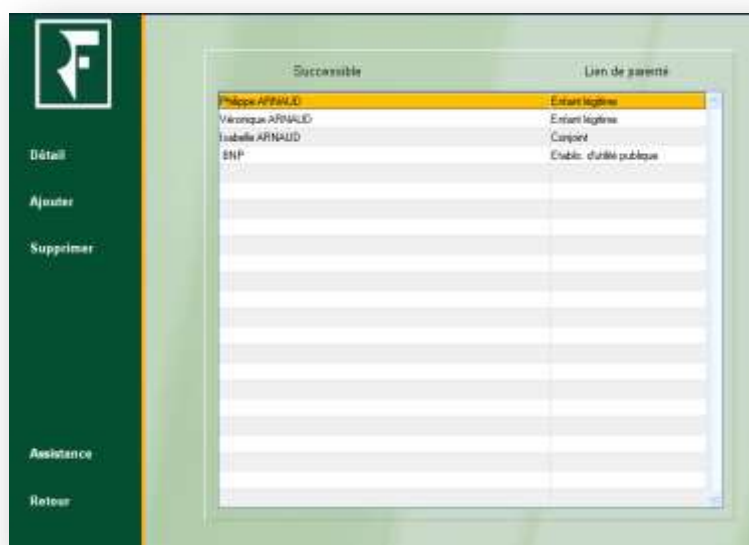 Successible Lien de parenté
Philippe ARNAUD Enfant légitime
Véronique ARNAUD Enfant légitime
Isabelle ARNAUD Conjoint
BNP Etablis. d'utilité publique
Détail
Ajouter
Supprimer
Assistance
Retour